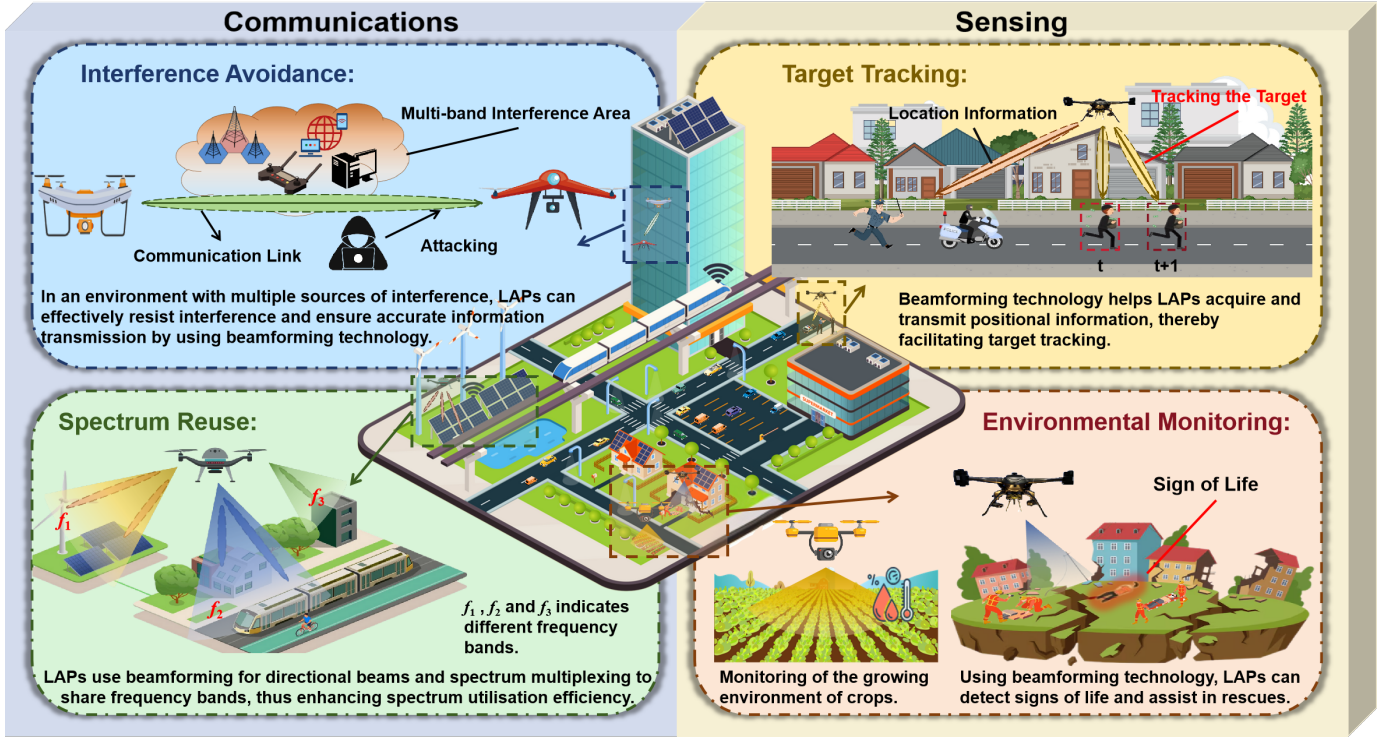 Communications
Sensing
Interference Avoidance:
Multi-band Interference Area
Communication Link
Attacking
In an environment with multiple sources of interference, LAPs can
effectively resist interference and ensure accurate information
transmission by using beamforming technology.
Target Tracking:
Location Information
Tracking the Target
POLICE
t
t+1
Beamforming technology helps LAPs acquire and
transmit positional information, thereby
facilitating target tracking.
SUPERMARKET
Spectrum Reuse:
f1
f2
f3
f1 , f2 and f3 indicates
different frequency
bands.
LAPs use beamforming for directional beams and spectrum multiplexing to
share frequency bands, thus enhancing spectrum utilisation efficiency.
Environmental Monitoring:
Sign of Life
%
Monitoring of the growing
environment of crops.
Using beamforming technology, LAPs can
detect signs of life and assist in rescues.